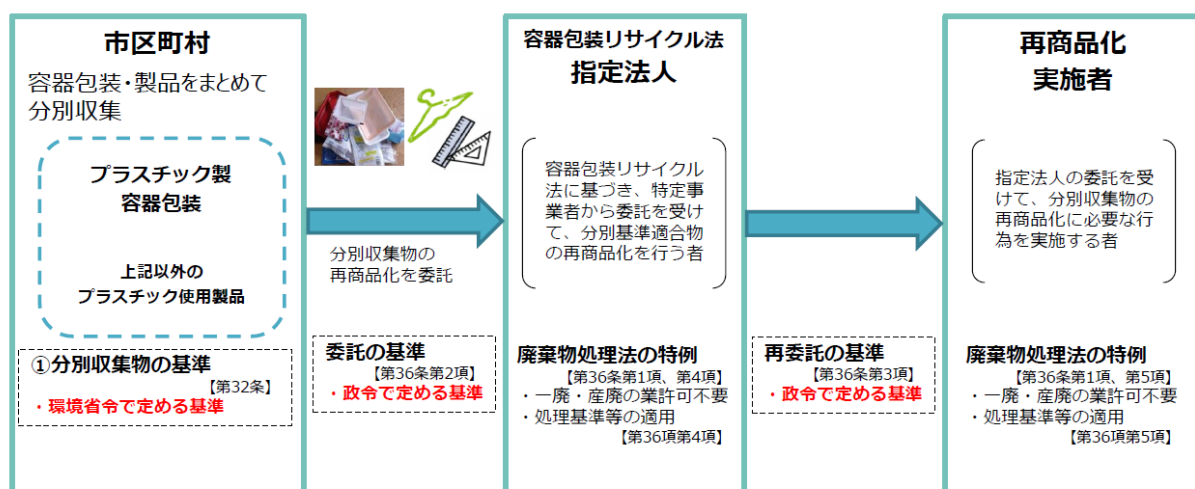 市区町村
容器包装・製品をまとめて
分別収集
プラスチック製
容器包装
上記以外の
プラスチック使用製品
①分別収集物の基準
【第32条】
・環境省令で定める基準
分別収集物の
再商品化を委託
委託の基準
【第36条第2項】
・政令で定める基準
容器包装リサイクル法
指定法人
容器包装リサイクル
法に基づき、特定事
業者から委託を受け
て、分別基準適合物
の再商品化を行う者
廃棄物処理法の特例
【第36条第1項、第4項】
・一廃・産廃の業許可不要
・処理基準等の適用
【第36項第4項】
再委託の基準
【第36条第3項】
・政令で定める基準
再商品化
実施者
指定法人の委託を受
けて、分別収集物の
再商品化に必要な行
為を実施する者
廃棄物処理法の特例
【第36条第1項、第5項】
・一廃・産廃の業許可不要
・処理基準等の適用
【第36項第5項】